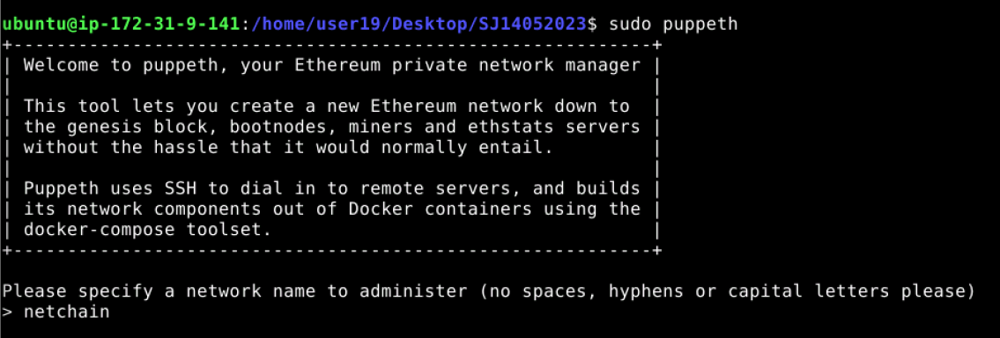 ubuntu@ip-172-31-9-141:/home/user19/Desktop/SJ14052023$ sudo puppeth
+-----------------------------------------------------------+
| Welcome to puppeth, your Ethereum private network manager |
|                                                           |
| This tool lets you create a new Ethereum network down to  |
| the genesis block, bootnodes, miners and ethstats servers |
| without the hassle that it would normally entail.         |
|                                                           |
| Puppeth uses SSH to dial in to remote servers, and builds |
| its network components out of Docker containers using the |
| docker-compose toolset.                                   |
+-----------------------------------------------------------+

Please specify a network name to administer (no spaces, hyphens or capital letters please)
> netchain